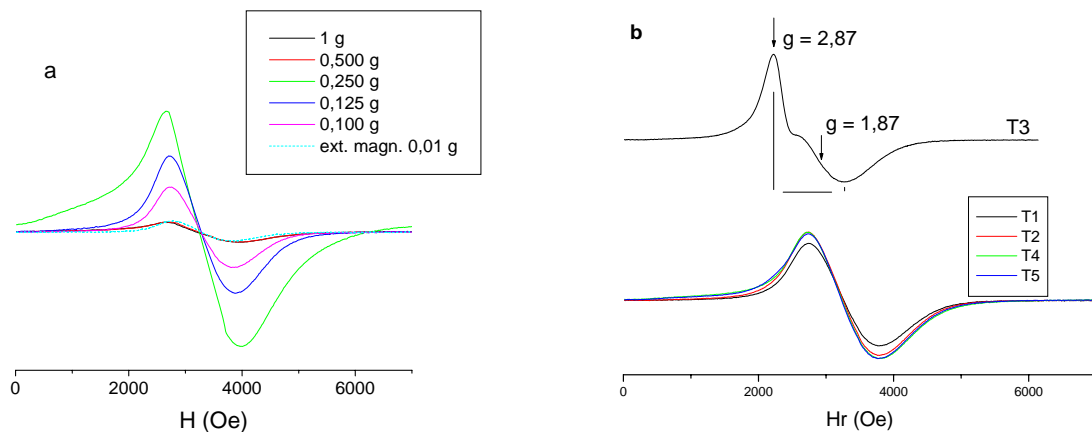 a
1 g
0,500 g
0,250 g
0,125 g
0,100 g
ext. magn. 0,01 g
0 2000 4000 6000
H (Oe)
b
g = 2,87
g = 1,87
T3
T1
T2
T4
T5
0 2000 4000 6000
Hr (Oe)